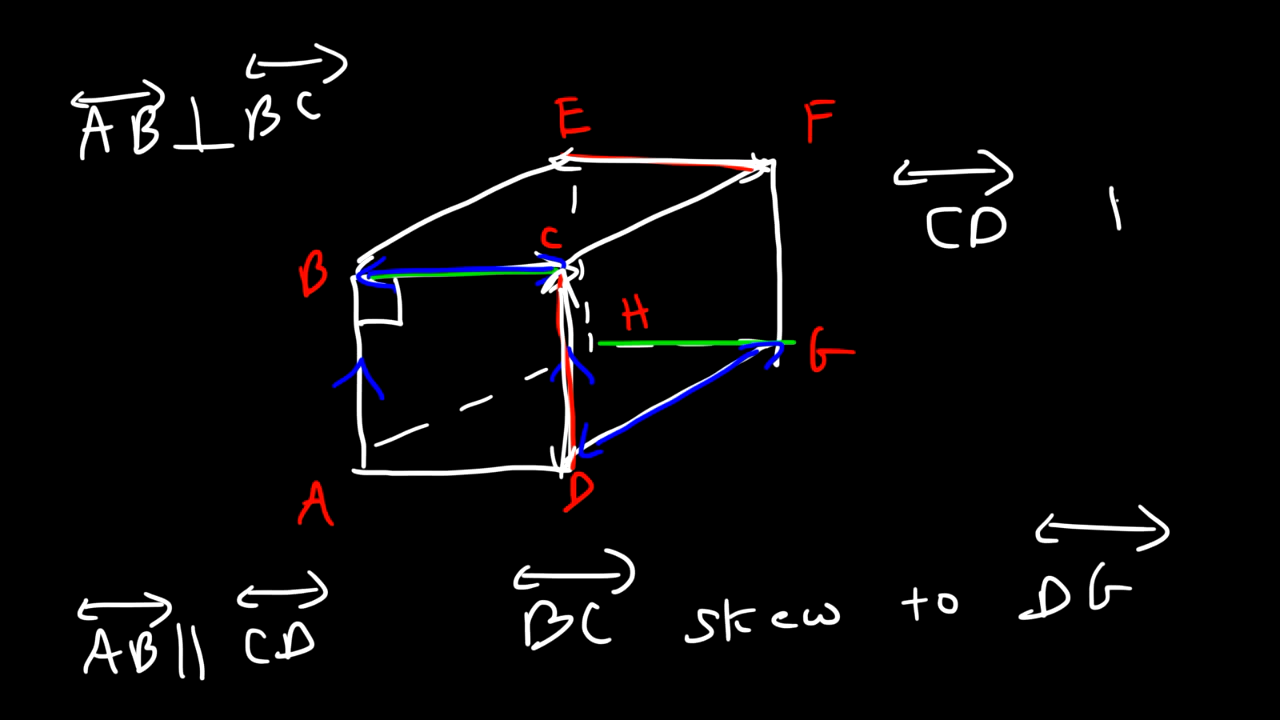 AB ⊥ BC
E F
CD |
C
B
H
G
D
A
BC skew to DG
AB || CD